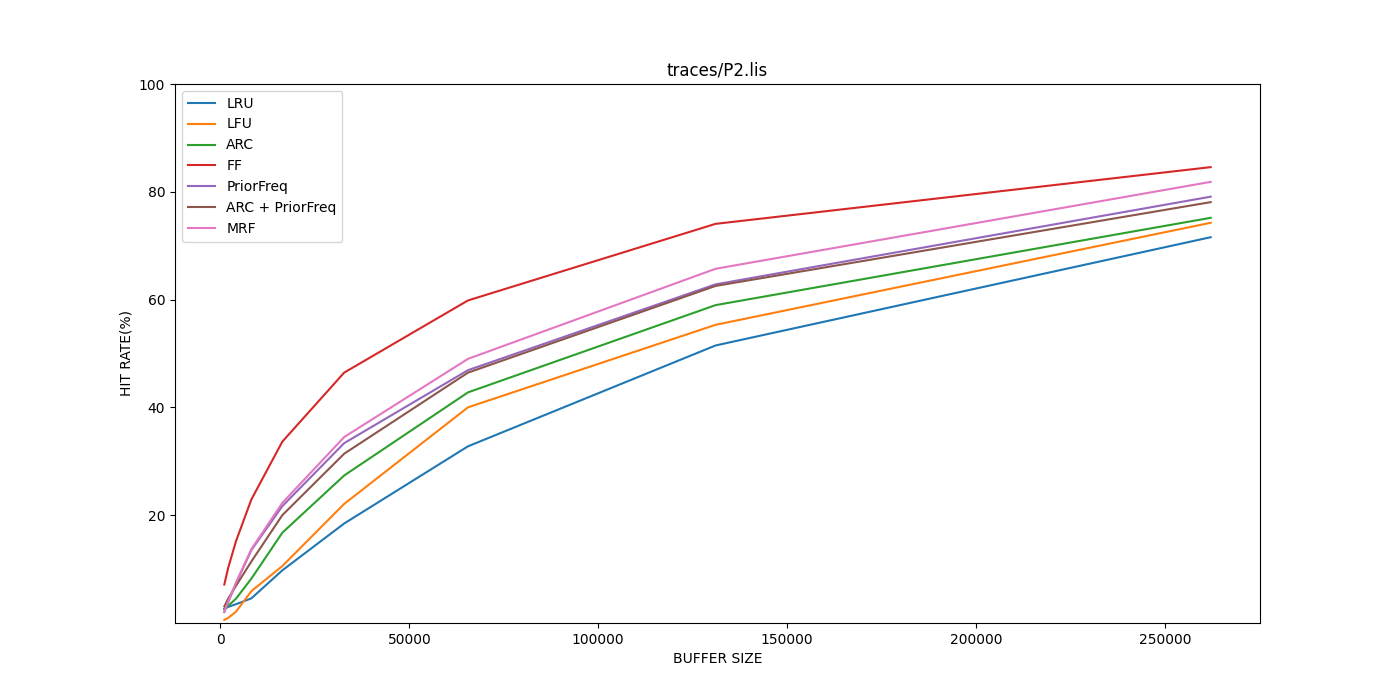 traces/P2.lis
100
80
60
40
20
HIT RATE(%)
LRU
LFU
ARC
FF
PriorFreq
ARC + PriorFreq
MRF
0
50000
100000
150000
200000
250000
BUFFER SIZE